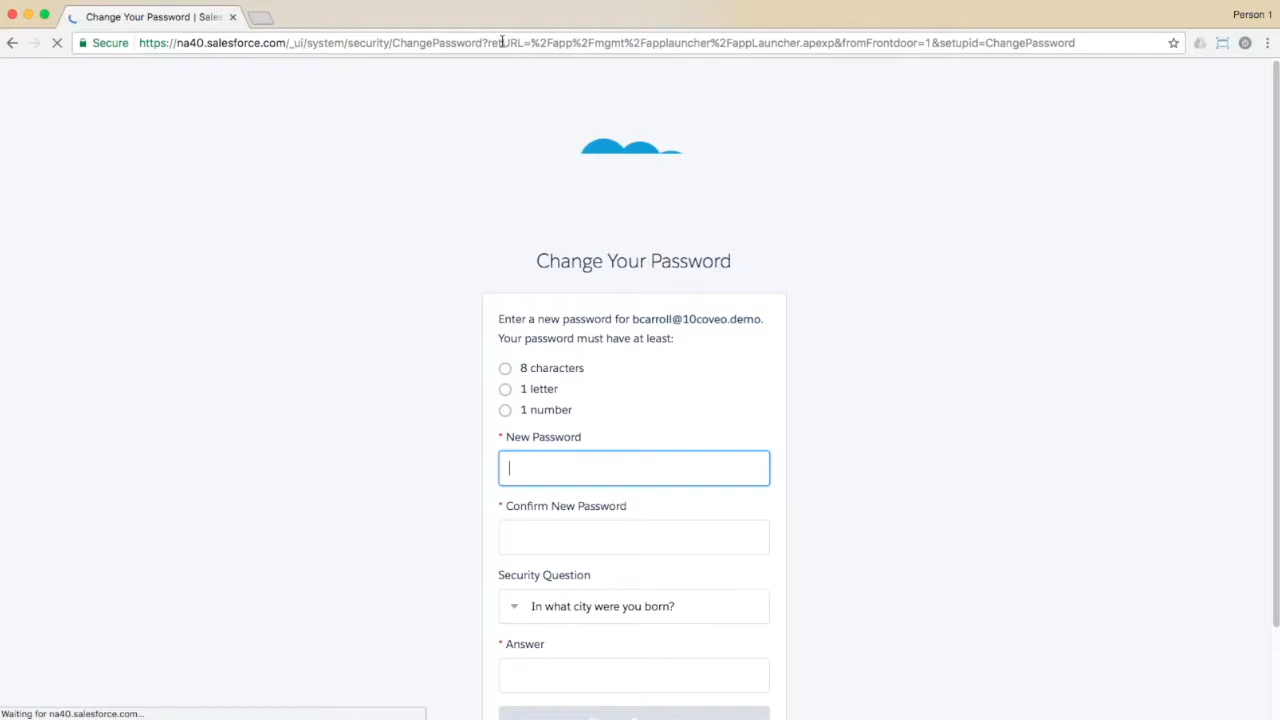 Change Your Password | Sales
Person 1
Secure
https://na40.salesforce.com/_ui/system/security/ChangePassword?retURL=%2Fapp%2Fmgmt%2Fapplauncher%2FappLauncher.apexp&fromFrontdoor=1&setupid=ChangePassword
Change Your Password
Enter a new password for bcarroll@10coveo.demo.
Your password must have at least:
8 characters
1 letter
1 number
* New Password
* Confirm New Password
Security Question
In what city were you born?
* Answer
Waiting for na40.salesforce.com...